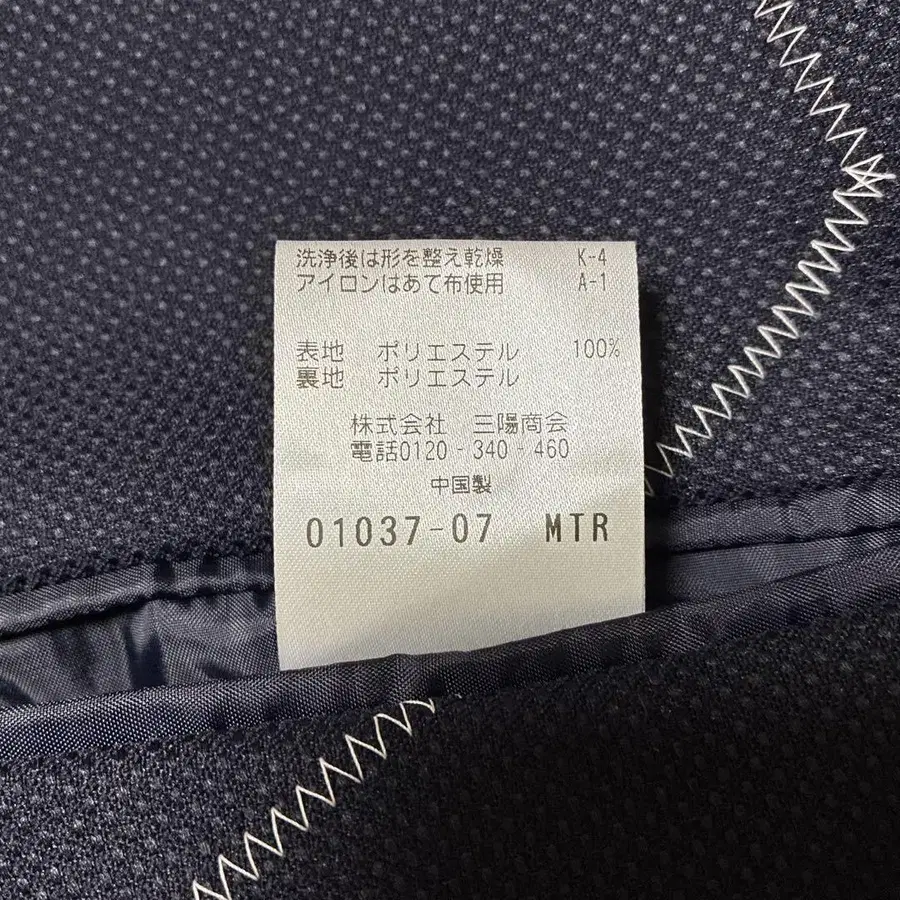 洗浄後は形を整え乾燥 K-4
アイロンはあて布使用 A-1
表地 ポリエステル 100%
裏地 ポリエステル
株式会社 三陽商会
電話0120-340-460
中国製
01037-07 MTR